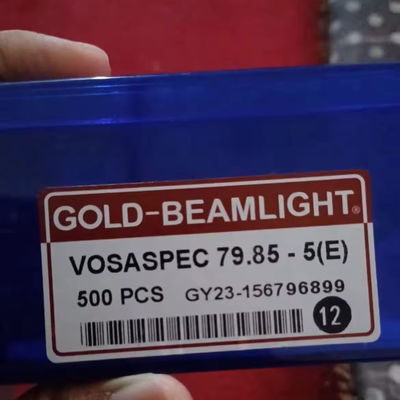 GOLD-BEAMLIGHT®
VOSASPEC 79.85 - 5(E)
500 PCS GY23-156796899
12